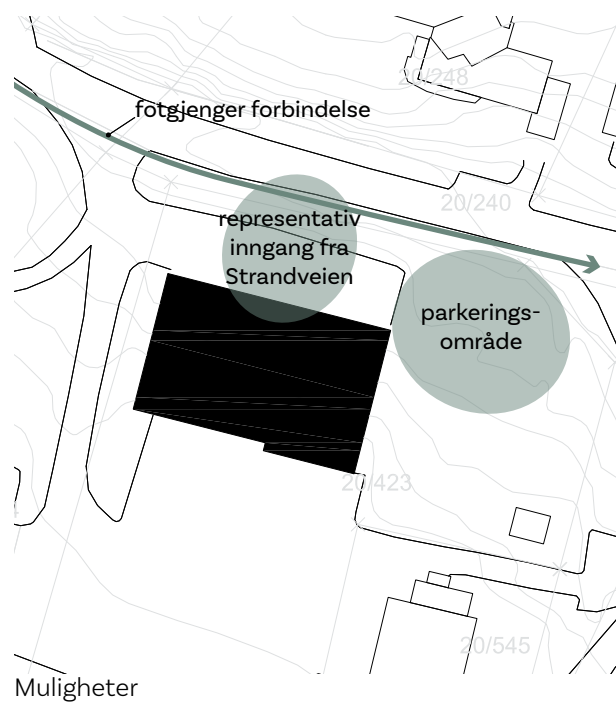 20/248
fotgjenger forbindelse
20/240
representativ
inngang fra
Strandveien
parkerings-
område
20/423
20/545
Muligheter